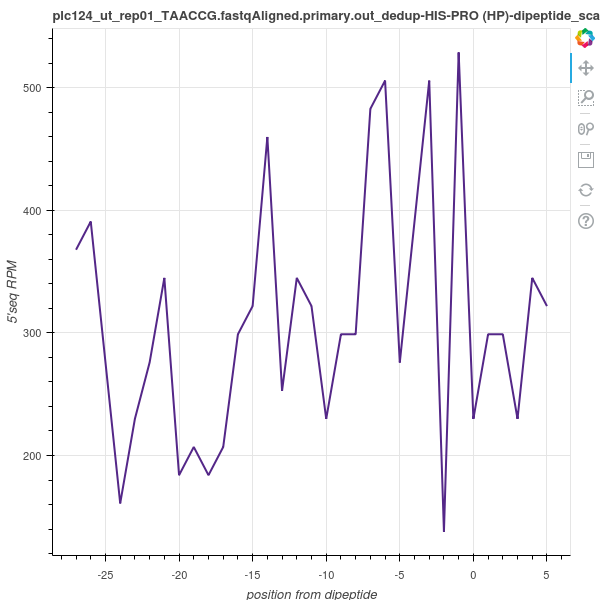 plc124_ut_rep01_TAACCG.fastqAligned.primary.out_dedup-HIS-PRO (HP)-dipeptide_sca
500
400
300
200
5'seq RPM
-25 -20 -15 -10 -5 0 5
position from dipeptide